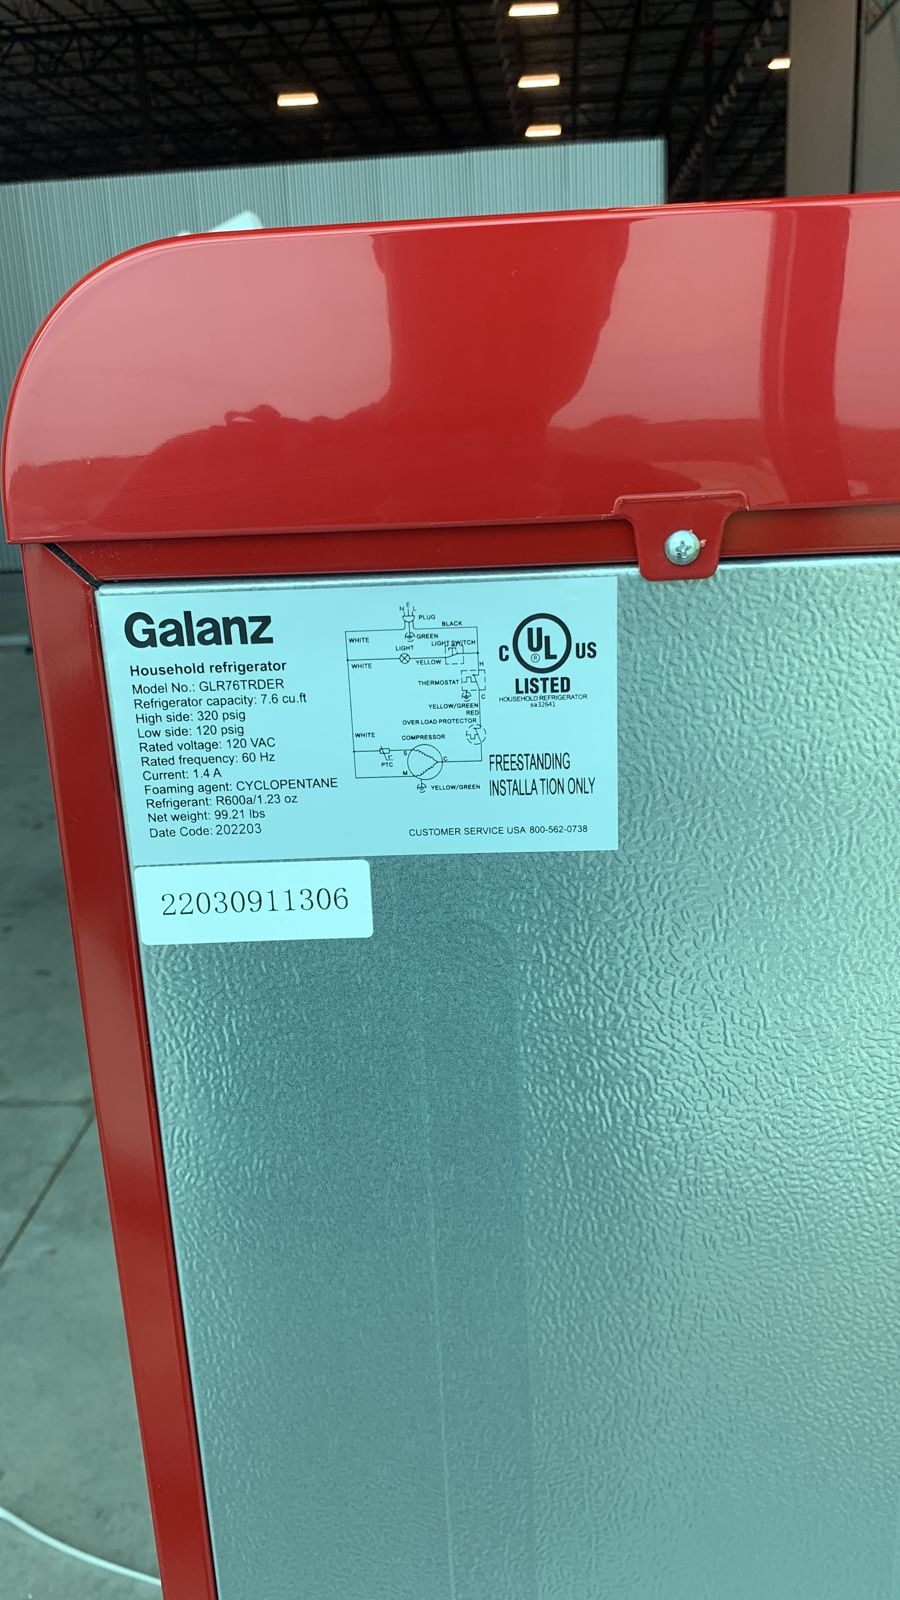 Galanz
Household refrigerator
Model No.: GLR76TRDER
Refrigerator capacity: 7.6 cu.ft
High side: 320 psig
Low side: 120 psig
Rated voltage: 120 VAC
Rated frequency: 60 Hz
Current: 1.4 A
Foaming agent: CYCLOPENTANE
Refrigerant: R600a/1.23 oz
Net weight: 99.21 lbs
Date Code: 202203
N E L
PLUG
BLACK
WHITE
GREEN
LIGHT
LIGHT SWITCH
WHITE
YELLOW
H
THERMOSTAT
C
YELLOW/GREEN
RED
OVER LOAD PROTECTOR
WHITE
COMPRESSOR
S
C
PTC
M
YELLOW/GREEN
C UL ® US
LISTED
HOUSEHOLD REFRIGERATOR
sa32641
FREESTANDING
INSTALLATION ONLY
CUSTOMER SERVICE USA 800-562-0738
22030911306